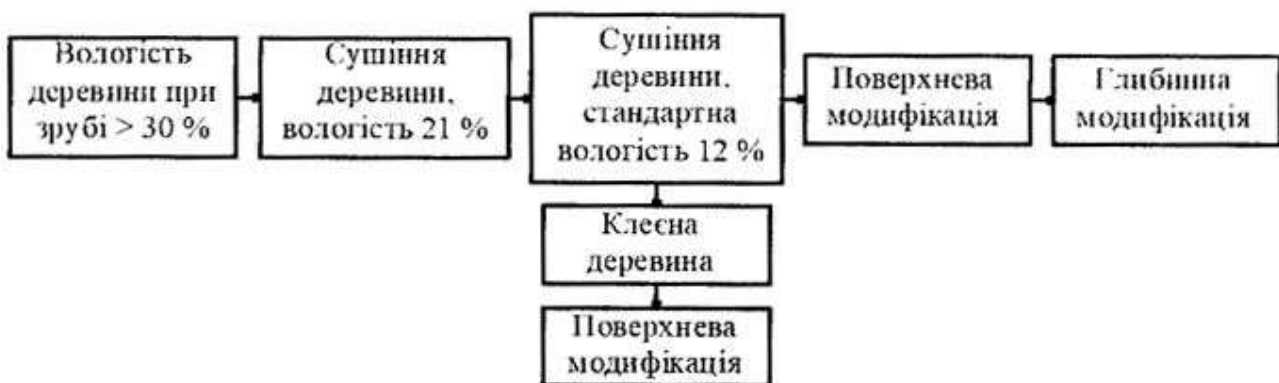 Вологість
деревини при
зрубі > 30 %
Сушіння
деревини,
вологість 21 %
Сушіння
деревини,
стандартна
вологість 12 %
Поверхнева
модифікація
Глибинна
модифікація
Клеєна
деревина
Поверхнева
модифікація